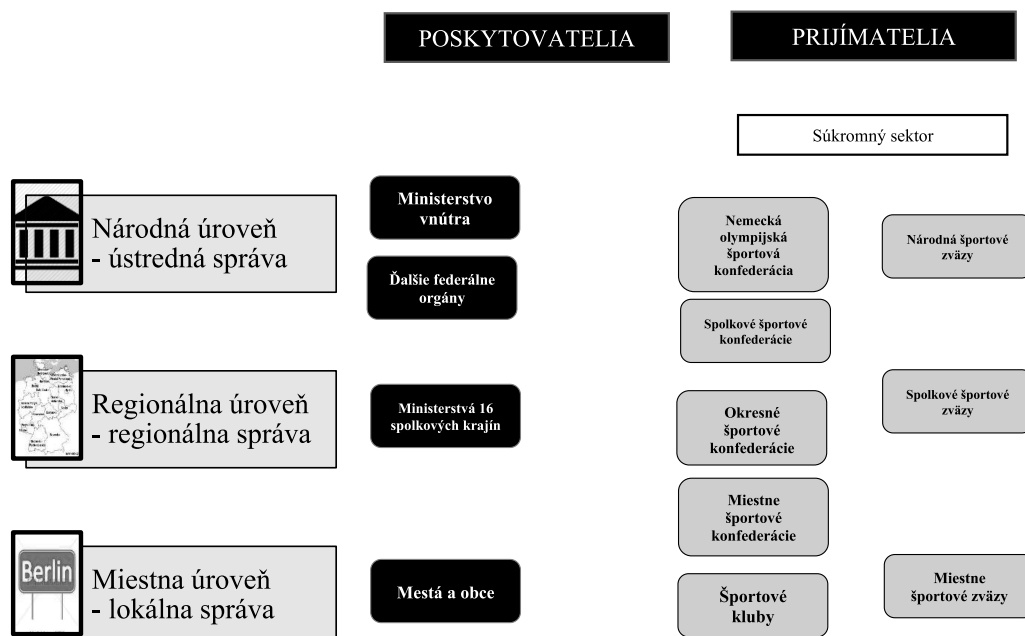 POSKYTOVATELIA
PRIJÍMATELIA
Súkromný sektor
Národná úroveň
- ústredná správa
Ministerstvo
vnútra
Ďalšie federálne
orgány
Nemecká
olympijská
športová
konfederácia
Národná športové
zväzy
Spolkové športové
konfederácie
Regionálna úroveň
- regionálna správa
Ministerstvá 16
spolkových krajín
Okresné
športové
konfederácie
Spolkové športové
zväzy
Miestne
športové
konfederácie
Berlin
Miestna úroveň
- lokálna správa
Mestá a obce
Športové
kluby
Miestne
športové zväzy